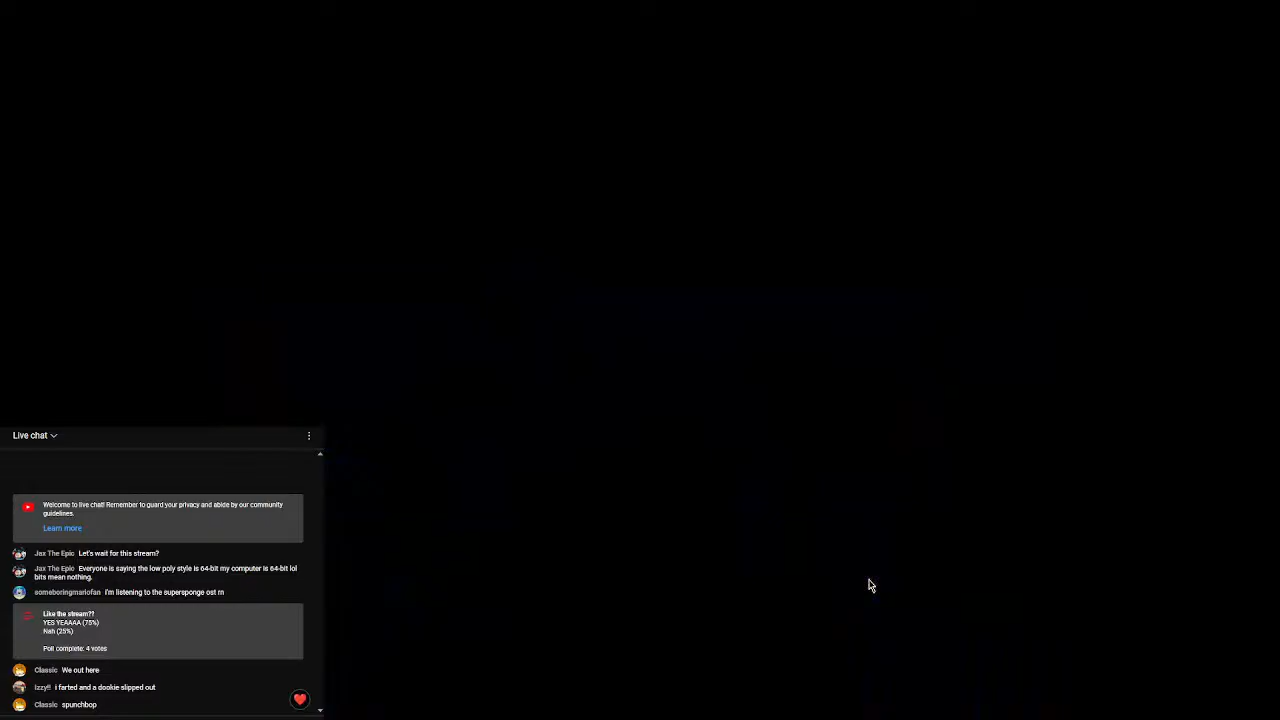 Live chat
Welcome to live chat! Remember to guard your privacy and abide by our community
guidelines.
Learn more
Jax The Epic Let's wait for this stream?
Jax The Epic Everyone is saying the low poly style is 64-bit my computer is 64-bit lol
bits mean nothing.
someboringmariofan i'm listening to the supersponge ost rn
Like the stream??
YES YEAAAA (75%)
Nah (25%)
Poll complete: 4 votes
Classic We out here
Izzy!! i farted and a dookie slipped out
Classic spunchbop